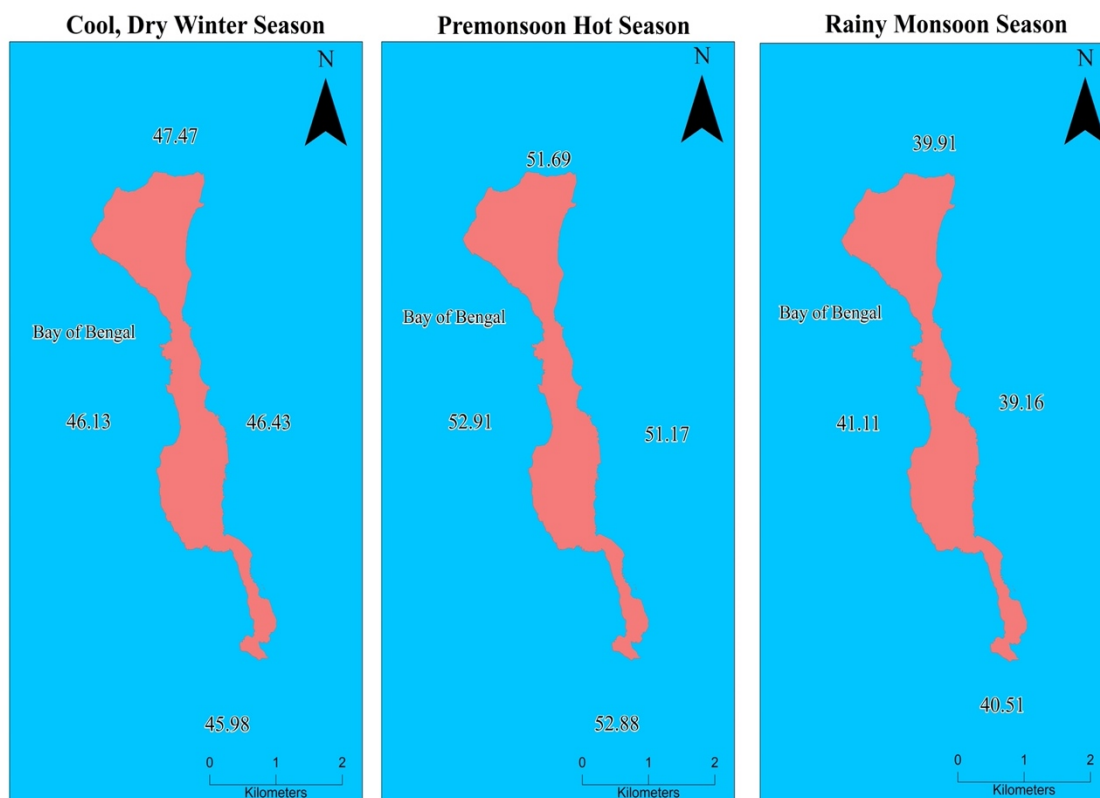 Cool, Dry Winter Season
N
47.47
Bay of Bengal
46.13
46.43
45.98
0 1 2
Kilometers
Premonsoon Hot Season
N
51.69
Bay of Bengal
52.91
51.17
52.88
0 1 2
Kilometers
Rainy Monsoon Season
N
39.91
Bay of Bengal
39.16
41.11
40.51
0 1 2
Kilometers